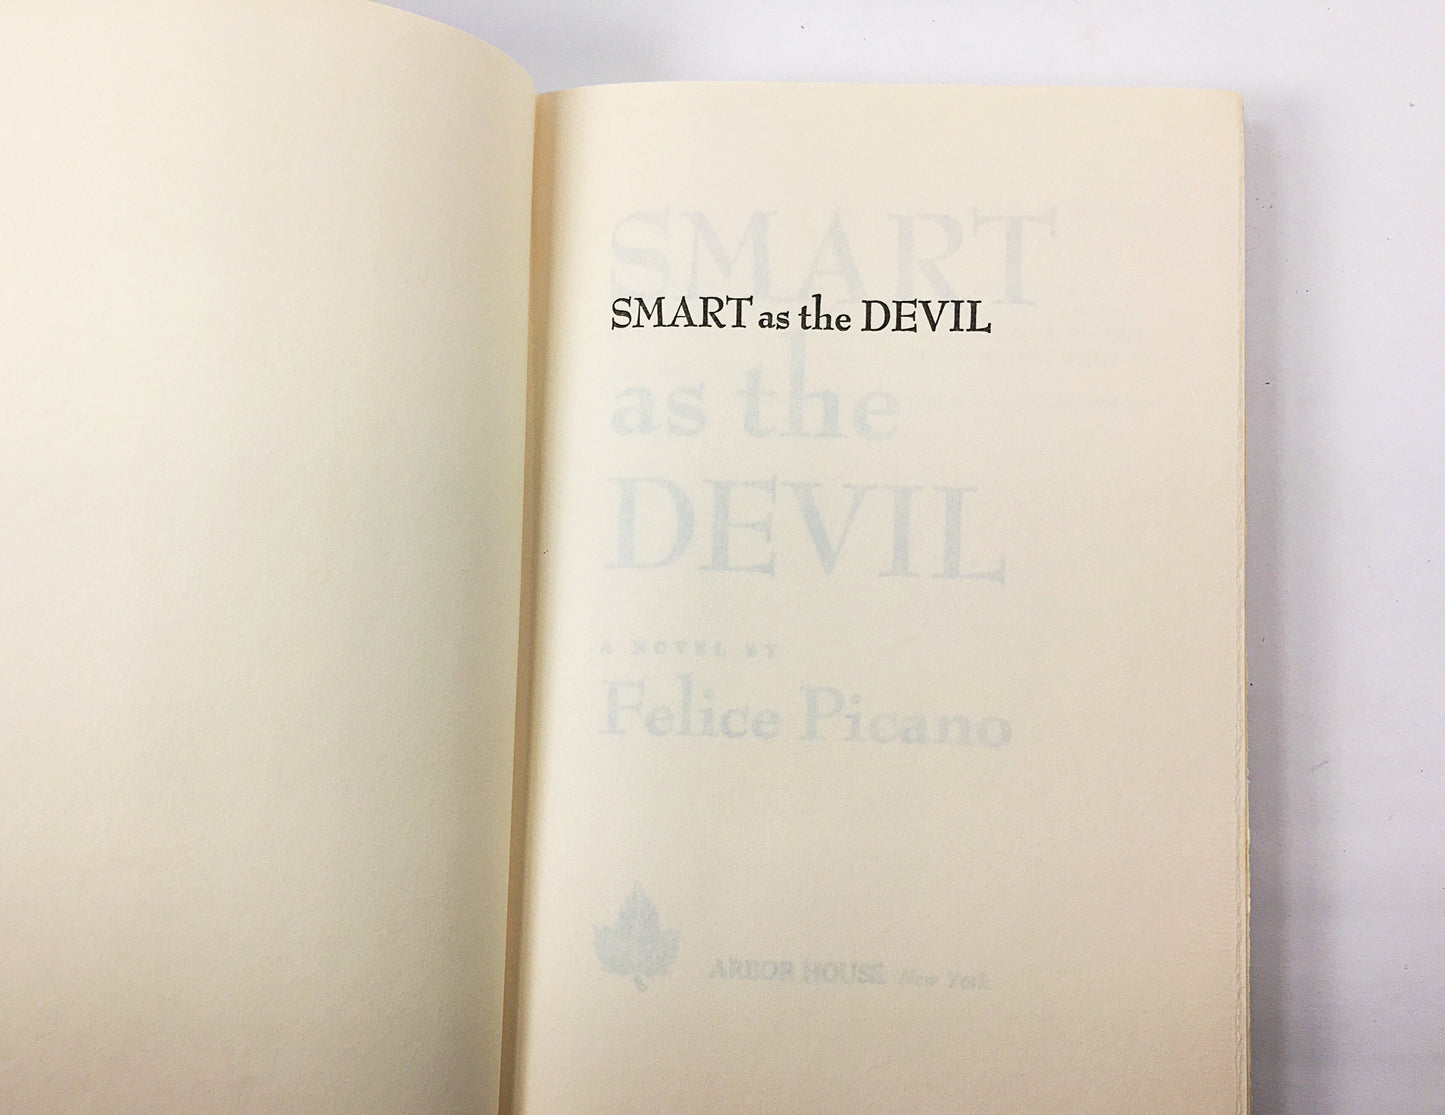 SMART as the DEVIL
SMART
as the
DEVIL
A NOVEL BY
Felice Picano
ARBOR HOUSE New York